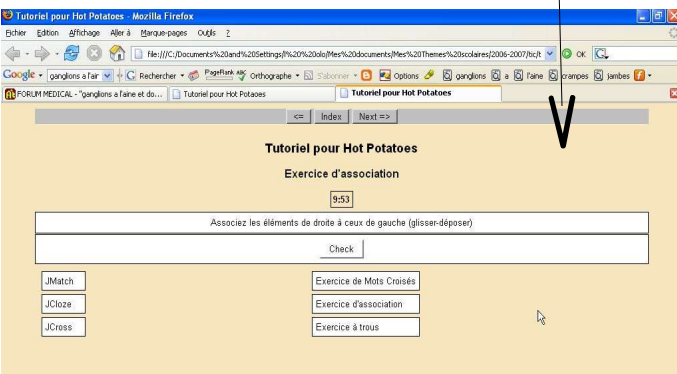 Tutoriel pour Hot Potatoes - Mozilla Firefox
Fichier Edition Affichage Aller à Marque-pages Outils ?
file:///C:/Documents%20and%20Settings/l%20%20olo/Mes%20documents/Mes%20Themes%20scolaires/2006-2007/tic/t OK
Google ganglions a l'air G Rechercher PageRank Orthographe S'abonner Options ganglions a l'aine crampes jambes
FORUM MEDICAL - "ganglions a l'aine et do... Tutoriel pour Hot Potatoes Tutoriel pour Hot Potatoes
<= Index Next =>
Tutoriel pour Hot Potatoes
Exercice d'association
9:53
Associez les éléments de droite à ceux de gauche (glisser-déposer)
Check
JMatch Exercice de Mots Croisés
JCloze Exercice d'association
JCross Exercice à trous